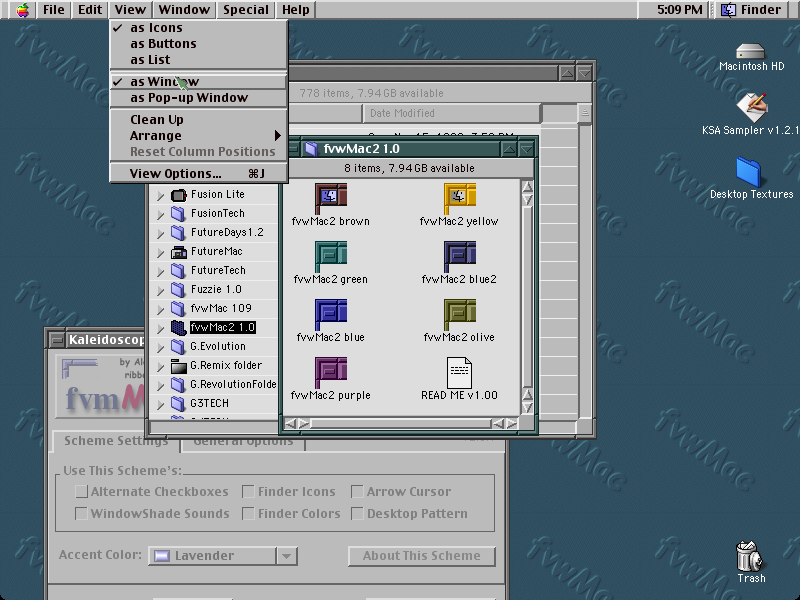 File Edit View Window Special Help 5:09 PM Finder
as Icons
as Buttons
as List
as Window
as Pop-up Window
Clean Up
Arrange
Reset Column Positions
View Options... ⌘J
778 items, 7.94GB available
Date Modified
fvwMac2 1.0
8 items, 7.94GB available
fvwMac2 brown
fvwMac2 yellow
fvwMac2 green
fvwMac2 blue2
fvwMac2 blue
fvwMac2 olive
fvwMac2 purple
READ ME v1.00
Fusion Lite
FusionTech
FutureDays1.2
FutureMac
FutureTech
Fuzzie 1.0
fvwMac 109
fvwMac2 1.0
G.Evolution
G.Remix folder
G.RevolutionFolde
G3TECH
Kaleidoscop
by Al
ribb
fvmM
Scheme Settings
General Options
Use This Scheme's:
Alternate Checkboxes
Finder Icons
Arrow Cursor
WindowShade Sounds
Finder Colors
Desktop Pattern
Accent Color:
Lavender
About This Scheme
Macintosh HD
KSA Sampler v1.2.1
Desktop Textures
Trash
fvwMac